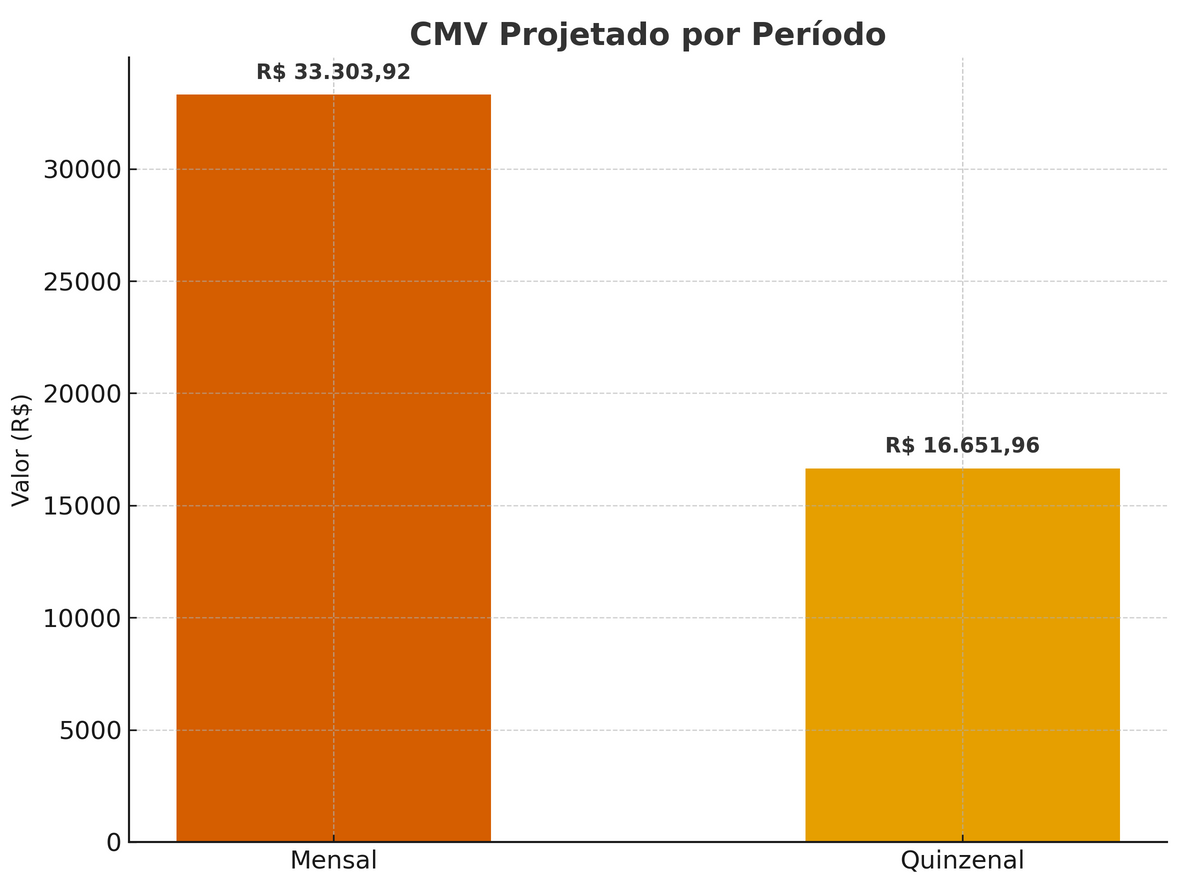 CMV Projetado por Período
R$ 33.303,92
30000
25000
20000
Valor (R$)
R$ 16.651,96
15000
10000
5000
0
Mensal
Quinzenal